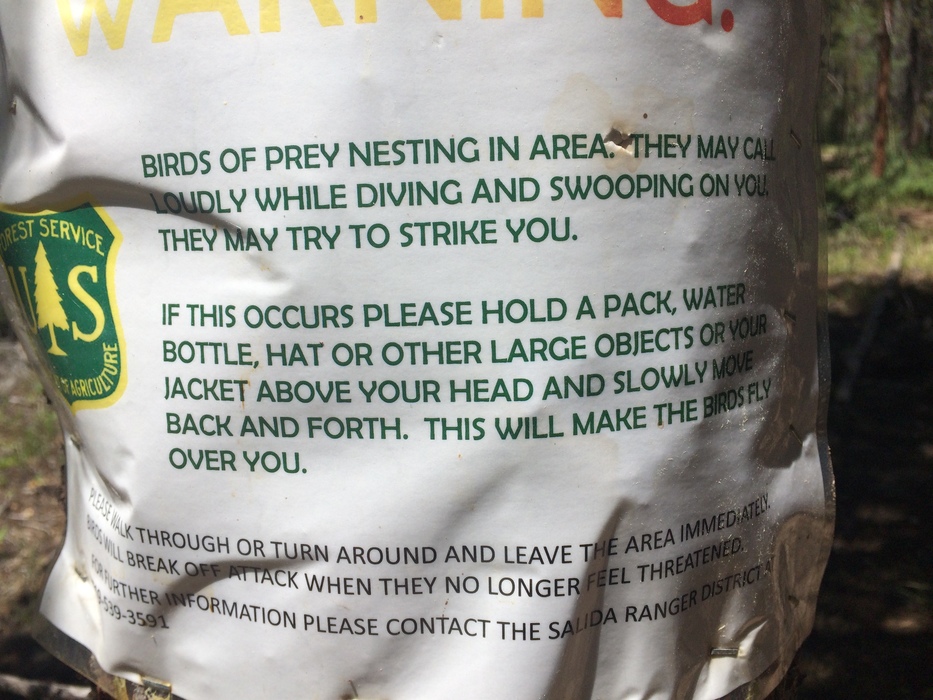 WARNING.
BIRDS OF PREY NESTING IN AREA. THEY MAY CALL
LOUDLY WHILE DIVING AND SWOOPING ON YOU.
THEY MAY TRY TO STRIKE YOU.
FOREST SERVICE
US
OF AGRICULTURE
IF THIS OCCURS PLEASE HOLD A PACK, WATER
BOTTLE, HAT OR OTHER LARGE OBJECTS OR YOUR
JACKET ABOVE YOUR HEAD AND SLOWLY MOVE
BACK AND FORTH. THIS WILL MAKE THE BIRDS FLY
OVER YOU.
PLEASE WALK THROUGH OR TURN AROUND AND LEAVE THE AREA IMMEDIATELY.
BIRDS WILL BREAK OFF ATTACK WHEN THEY NO LONGER FEEL THREATENED.
FOR FURTHER INFORMATION PLEASE CONTACT THE SALIDA RANGER DISTRICT
539-3591